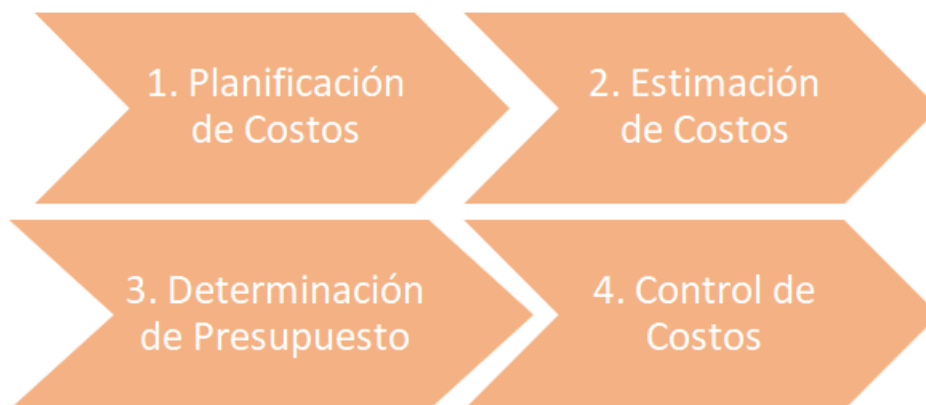 1. Planificación
de Costos
2. Estimación
de Costos
3. Determinación
de Presupuesto
4. Control de
Costos